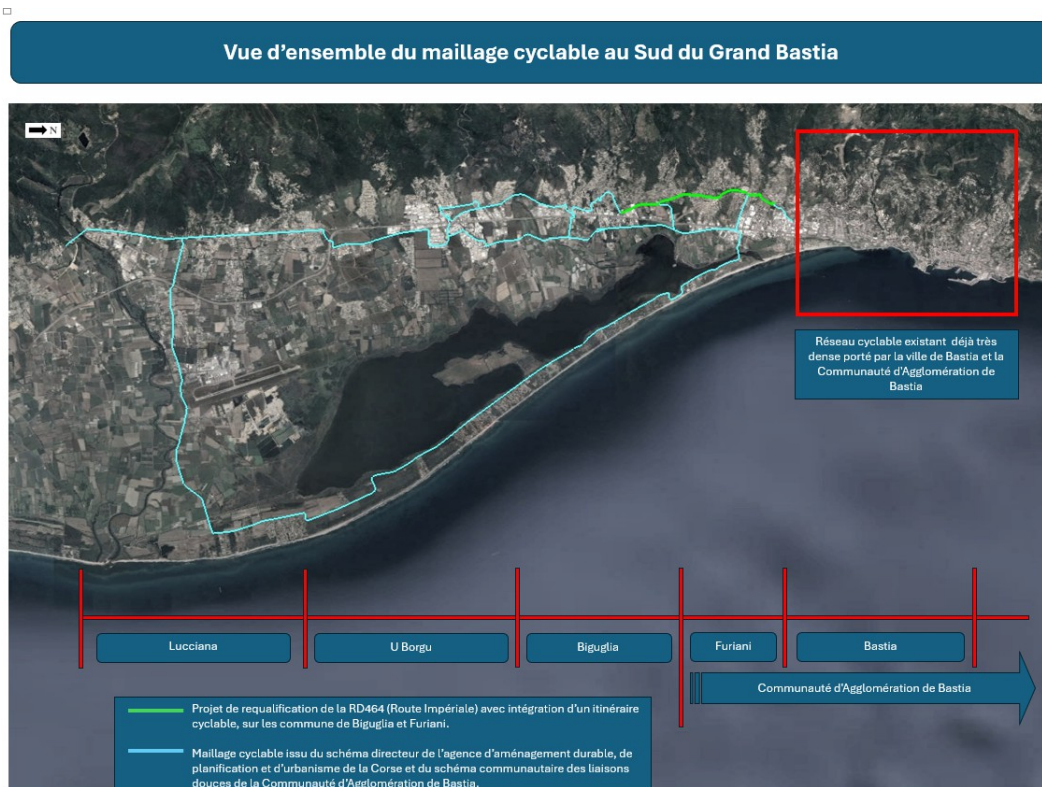 Vue d'ensemble du maillage cyclable au Sud du Grand Bastia
N
Réseau cyclable existant déjà très
dense porté par la ville de Bastia et la
Communauté d'Agglomération de
Bastia
Lucciana
U Borgu
Biguglia
Furiani
Bastia
Communauté d'Agglomération de Bastia
Projet de requalification de la RD464 (Route Impériale) avec intégration d'un itinéraire
cyclable, sur les commune de Biguglia et Furiani.
Maillage cyclable issu du schéma directeur de l'agence d'aménagement durable, de
planification et d'urbanisme de la Corse et du schéma communautaire des liaisons
douces de la Communauté d'Agglomération de Bastia.